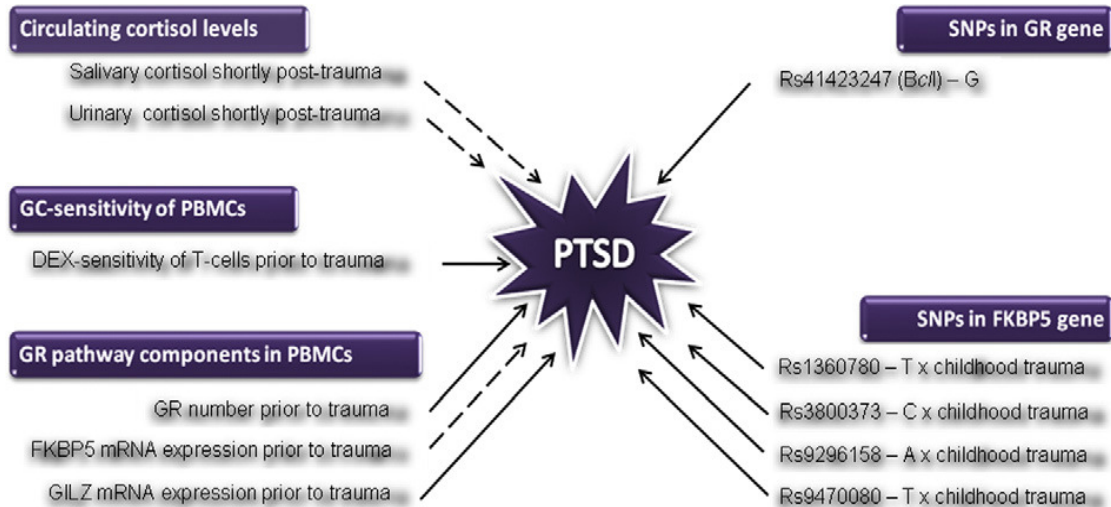 Circulating cortisol levels
Salivary cortisol shortly post-trauma
Urinary cortisol shortly post-trauma
GC-sensitivity of PBMCs
DEX-sensitivity of T-cells prior to trauma
GR pathway components in PBMCs
GR number prior to trauma
FKBP5 mRNA expression prior to trauma
GILZ mRNA expression prior to trauma
PTSD
SNPs in GR gene
Rs41423247 (BclI) – G
SNPs in FKBP5 gene
Rs1360780 – T x childhood trauma
Rs3800373 – C x childhood trauma
Rs9296158 – A x childhood trauma
Rs9470080 – T x childhood trauma